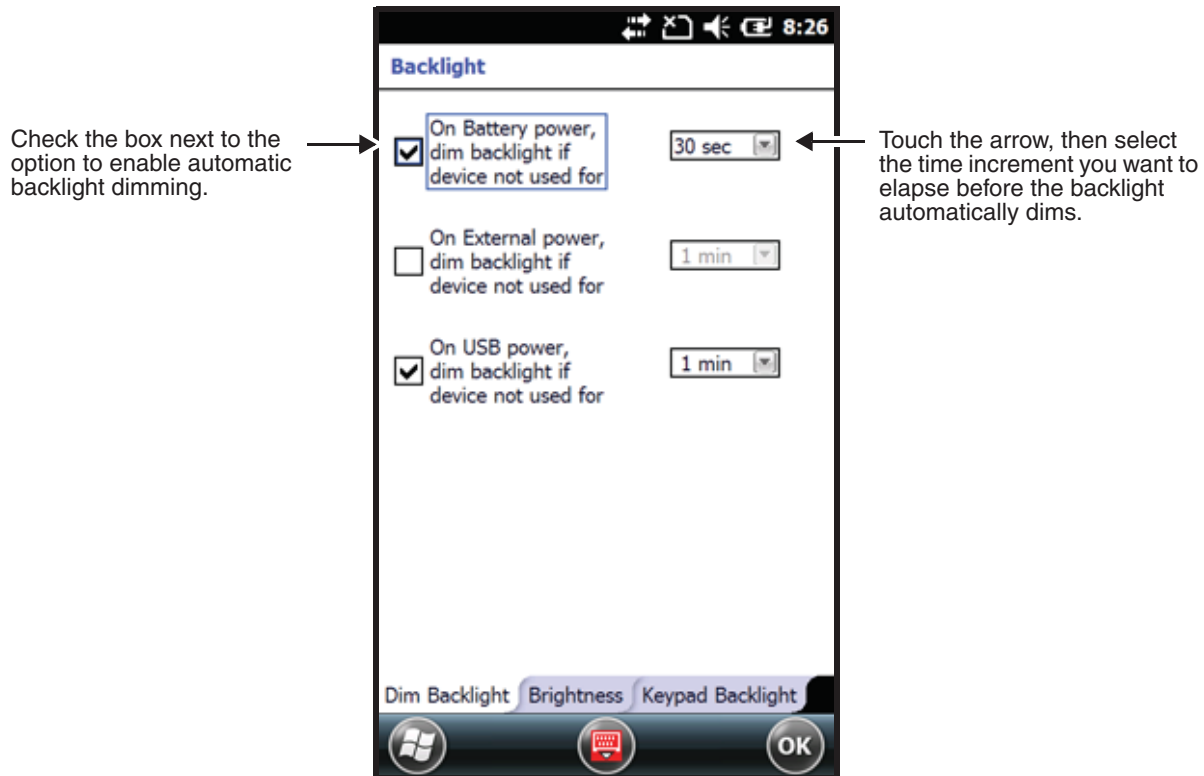 8:26
Backlight
Check the box next to the
option to enable automatic
backlight dimming.
On Battery power,
dim backlight if
device not used for
30 sec
Touch the arrow, then select
the time increment you want to
elapse before the backlight
automatically dims.
On External power,
dim backlight if
device not used for
1 min
On USB power,
dim backlight if
device not used for
1 min
Dim Backlight Brightness Keypad Backlight
OK